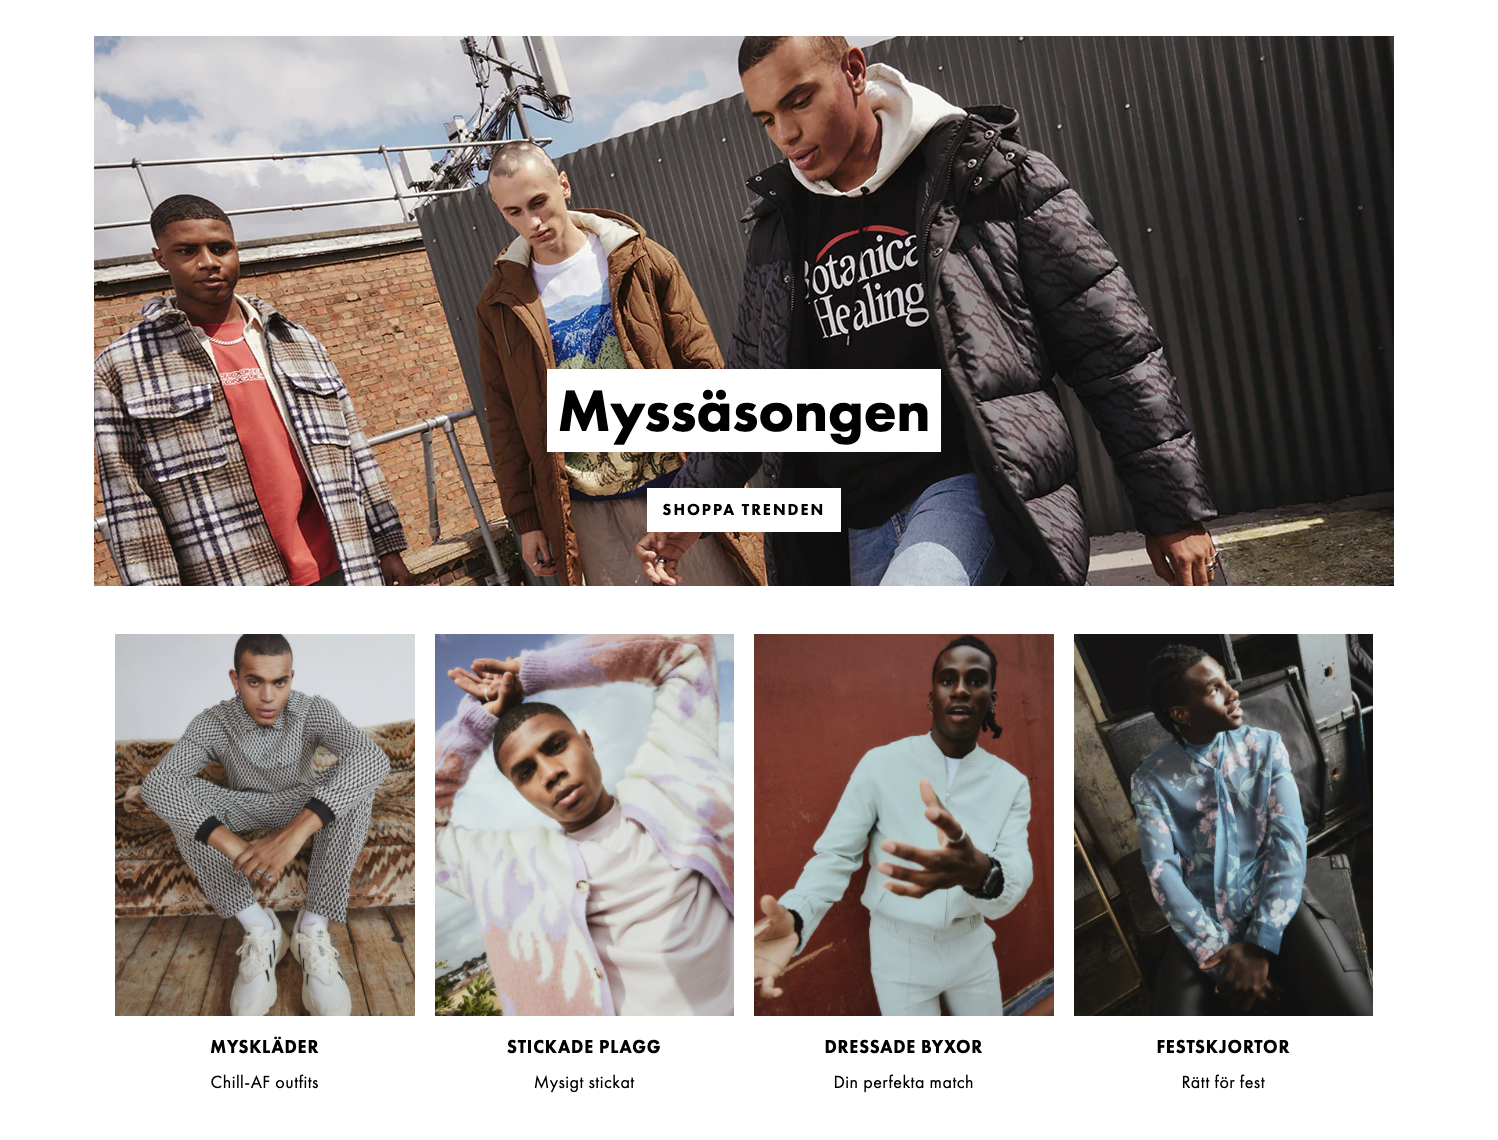 Botanica
Healing
Myssäsongen
SHOPPA TRENDEN
MYSKLÄDER
STICKADE PLAGG
DRESSADE BYXOR
FESTSKJORTOR
Chill-AF outfits
Mysigt stickat
Din perfekta match
Rätt för fest